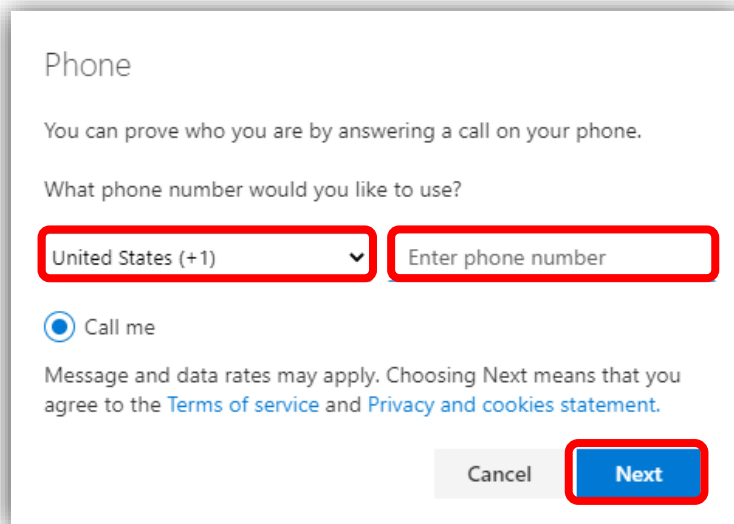 Phone
You can prove who you are by answering a call on your phone.
What phone number would you like to use?
United States (+1) Enter phone number
Call me
Message and data rates may apply. Choosing Next means that you
agree to the Terms of service and Privacy and cookies statement.
Cancel Next